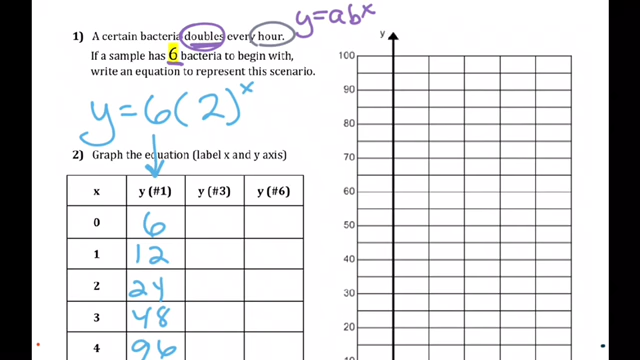 y=abˣ
1) A certain bacteria doubles every hour.
If a sample has 6 bacteria to begin with,
write an equation to represent this scenario.
y=6(2)ˣ
2) Graph the equation (label x and y axis)
x y (#1) y (#3) y (#6)
0 6
1 12
2 24
3 48
4 96
y
100
90
80
70
60
50
40
30
20
10